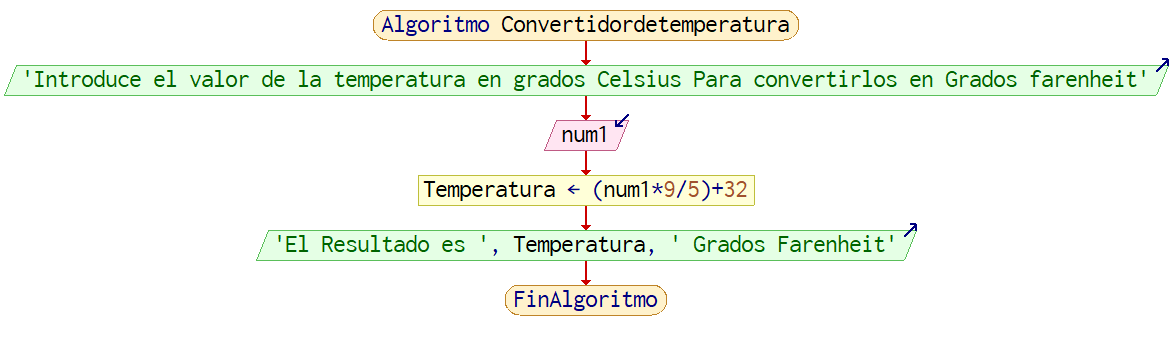 Algoritmo Convertidordetemperatura
'Introduce el valor de la temperatura en grados Celsius Para convertirlos en Grados farenheit'
num1
Temperatura ← (num1*9/5)+32
'El Resultado es ', Temperatura, ' Grados Farenheit'
FinAlgoritmo